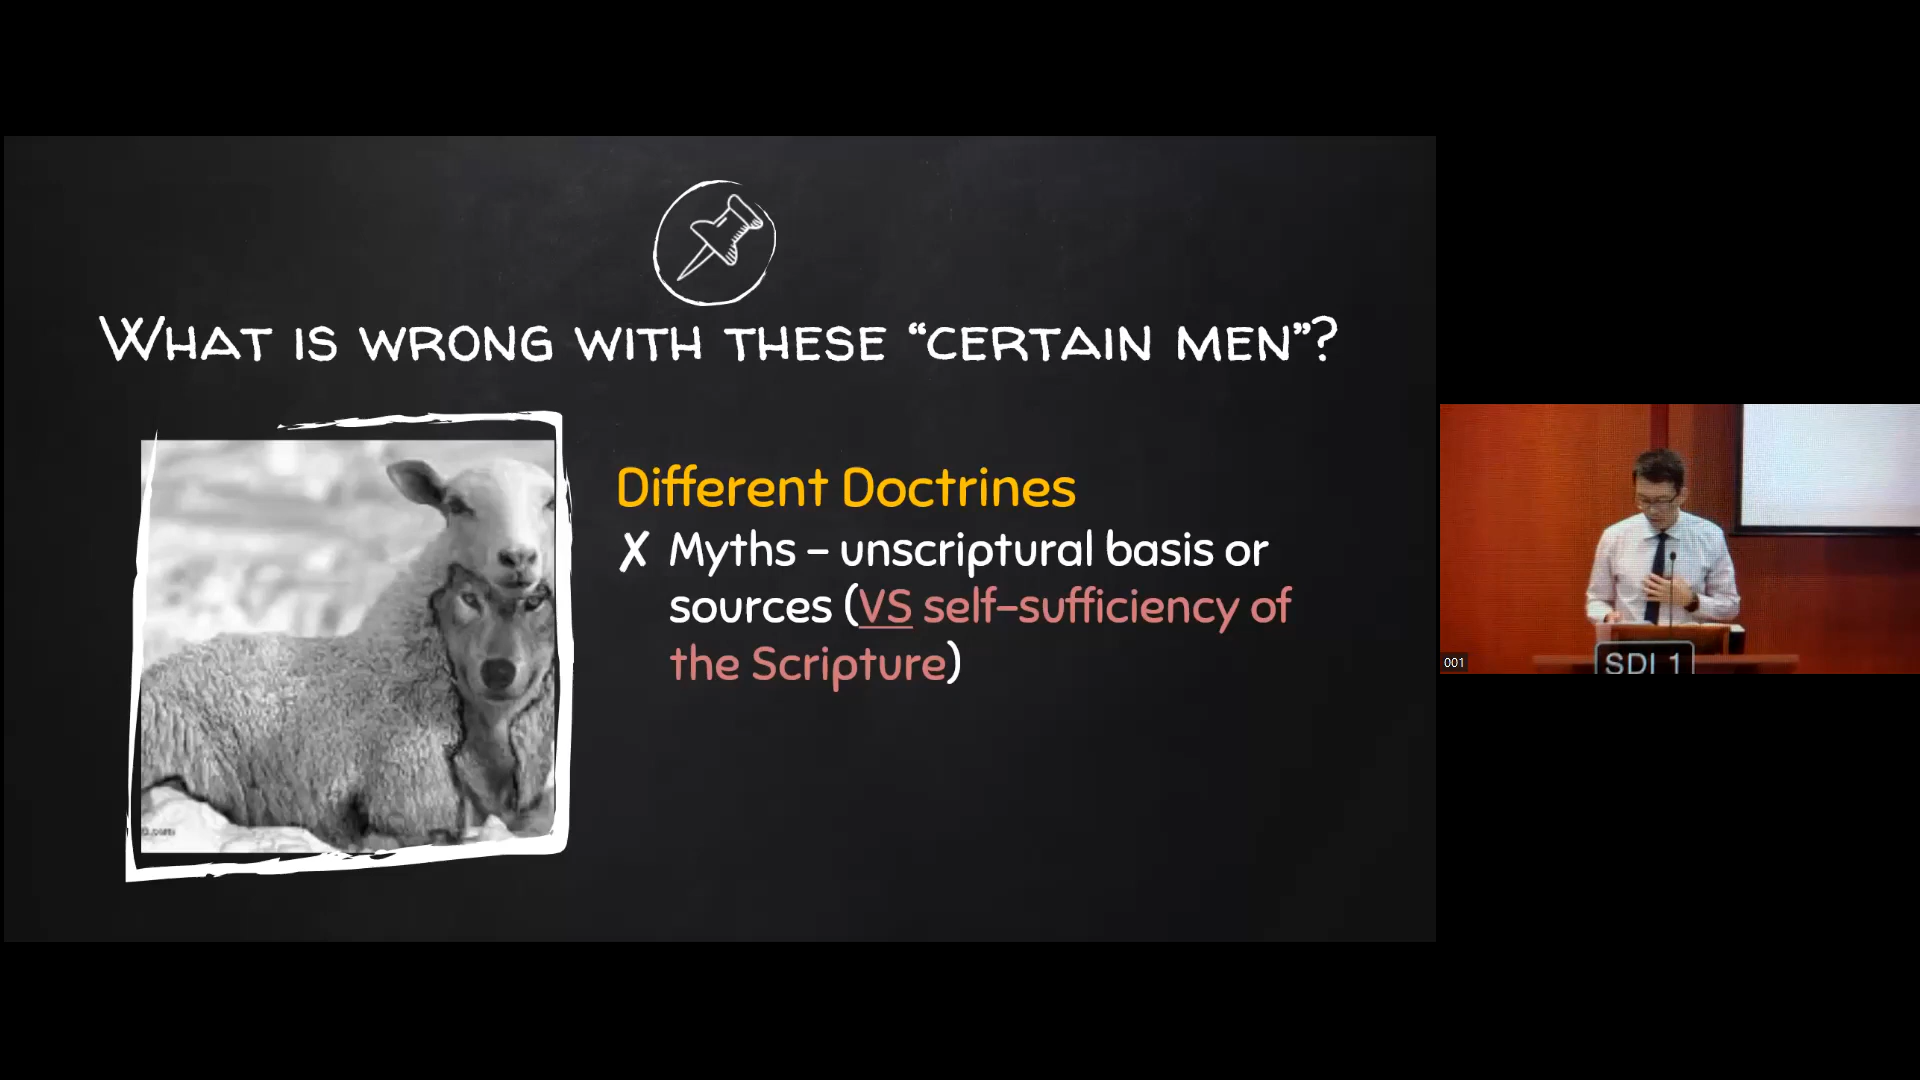 What is wrong with these “certain men”?
Different Doctrines
✗ Myths – unscriptural basis or
sources (VS self-sufficiency of
the Scripture)
001
SDI 1